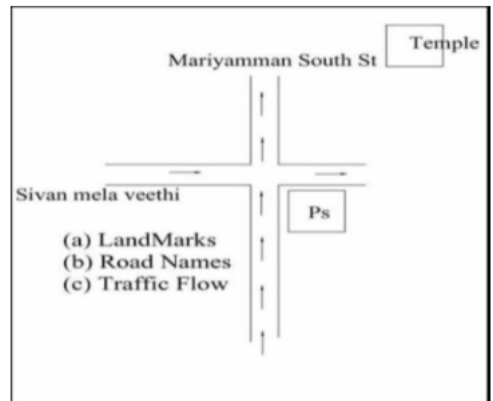 Temple
Mariyamman South St
Sivan mela veethi
Ps
(a) LandMarks
(b) Road Names
(c) Traffic Flow